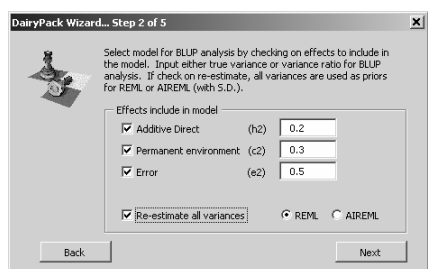 DairyPack Wizard... Step 2 of 5
Select model for BLUP analysis by checking on effects to include in
the model. Input either true variance or variance ratio for BLUP
analysis. If check on re-estimate, all variances are used as priors
for REML or AIREML (with S.D.).
Effects include in model
Additive Direct (h2) 0.2
Permanent environment (c2) 0.3
Error (e2) 0.5
Re-estimate all variances REML AIREML
Back Next